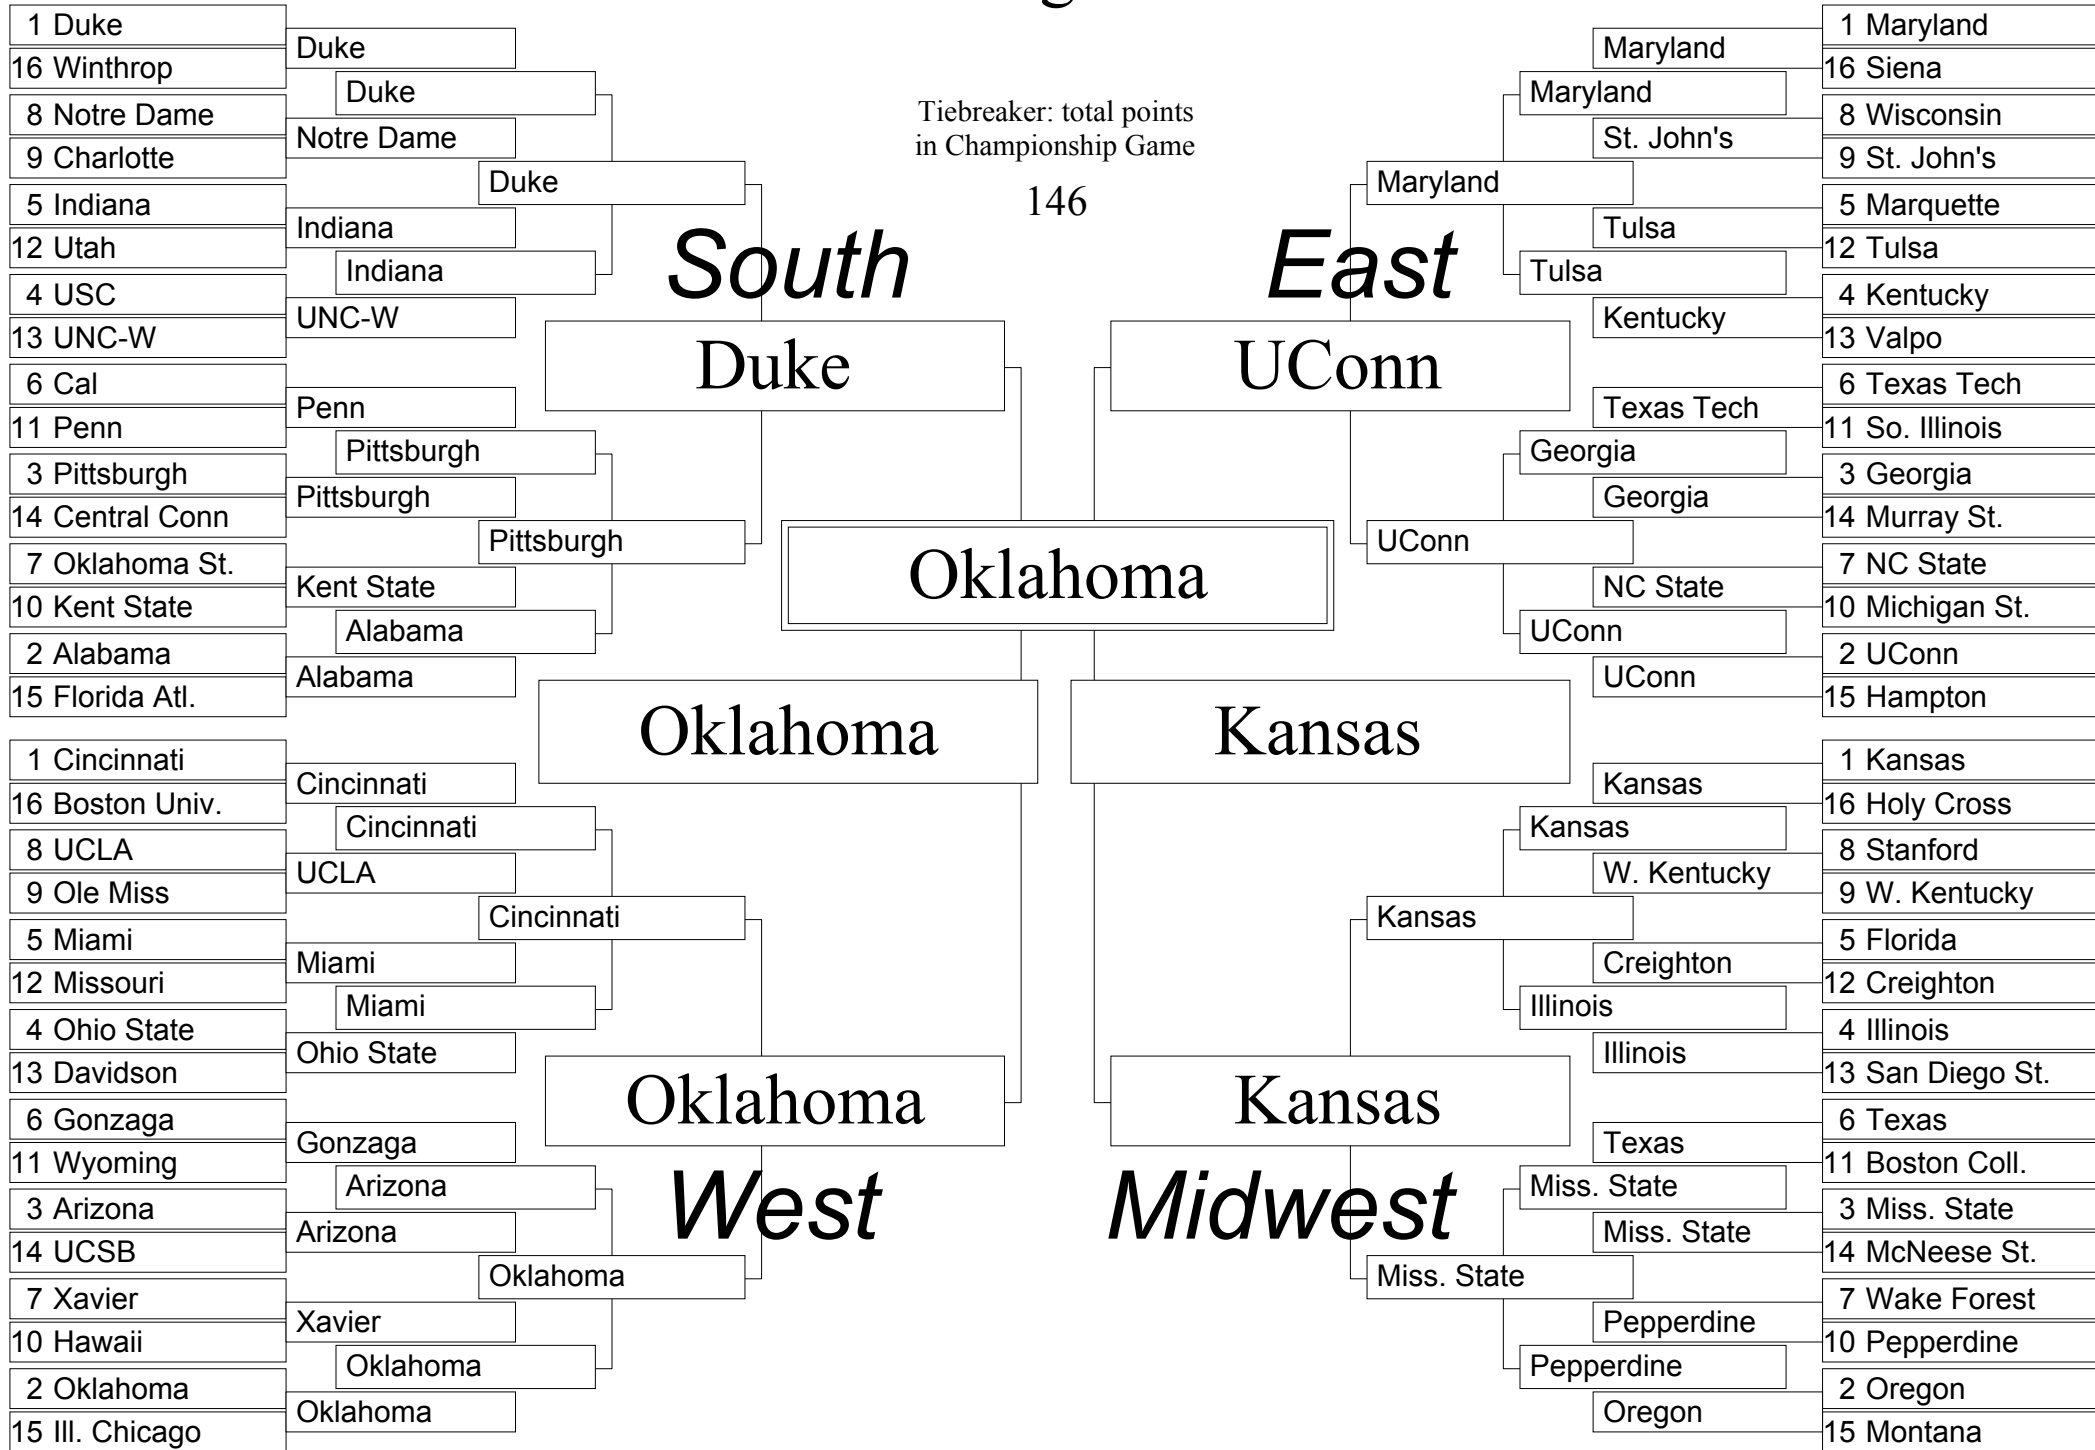 1 Duke
16 Winthrop
8 Notre Dame
9 Charlotte
5 Indiana
12 Utah
4 USC
13 UNC-W
6 Cal
11 Penn
3 Pittsburgh
14 Central Conn
7 Oklahoma St.
10 Kent State
2 Alabama
15 Florida Atl.
Duke
Notre Dame
Indiana
UNC-W
Penn
Pittsburgh
Kent State
Alabama
Duke
Indiana
Pittsburgh
Alabama
Duke
Pittsburgh
South
Duke
1 Cincinnati
16 Boston Univ.
8 UCLA
9 Ole Miss
5 Miami
12 Missouri
4 Ohio State
13 Davidson
6 Gonzaga
11 Wyoming
3 Arizona
14 UCSB
7 Xavier
10 Hawaii
2 Oklahoma
15 Ill. Chicago
Cincinnati
UCLA
Miami
Ohio State
Gonzaga
Arizona
Xavier
Oklahoma
Cincinnati
Miami
Arizona
Oklahoma
Cincinnati
Oklahoma
Oklahoma
West
Tiebreaker: total points
in Championship Game
146
Oklahoma
Oklahoma
Kansas
East
UConn
Maryland
UConn
Maryland
Tulsa
Georgia
UConn
Maryland
St. John's
Tulsa
Kentucky
Texas Tech
Georgia
NC State
UConn
1 Maryland
16 Siena
8 Wisconsin
9 St. John's
5 Marquette
12 Tulsa
4 Kentucky
13 Valpo
6 Texas Tech
11 So. Illinois
3 Georgia
14 Murray St.
7 NC State
10 Michigan St.
2 UConn
15 Hampton
Kansas
Midwest
Kansas
Miss. State
Kansas
Illinois
Miss. State
Pepperdine
Kansas
W. Kentucky
Creighton
Illinois
Texas
Miss. State
Pepperdine
Oregon
1 Kansas
16 Holy Cross
8 Stanford
9 W. Kentucky
5 Florida
12 Creighton
4 Illinois
13 San Diego St.
6 Texas
11 Boston Coll.
3 Miss. State
14 McNeese St.
7 Wake Forest
10 Pepperdine
2 Oregon
15 Montana